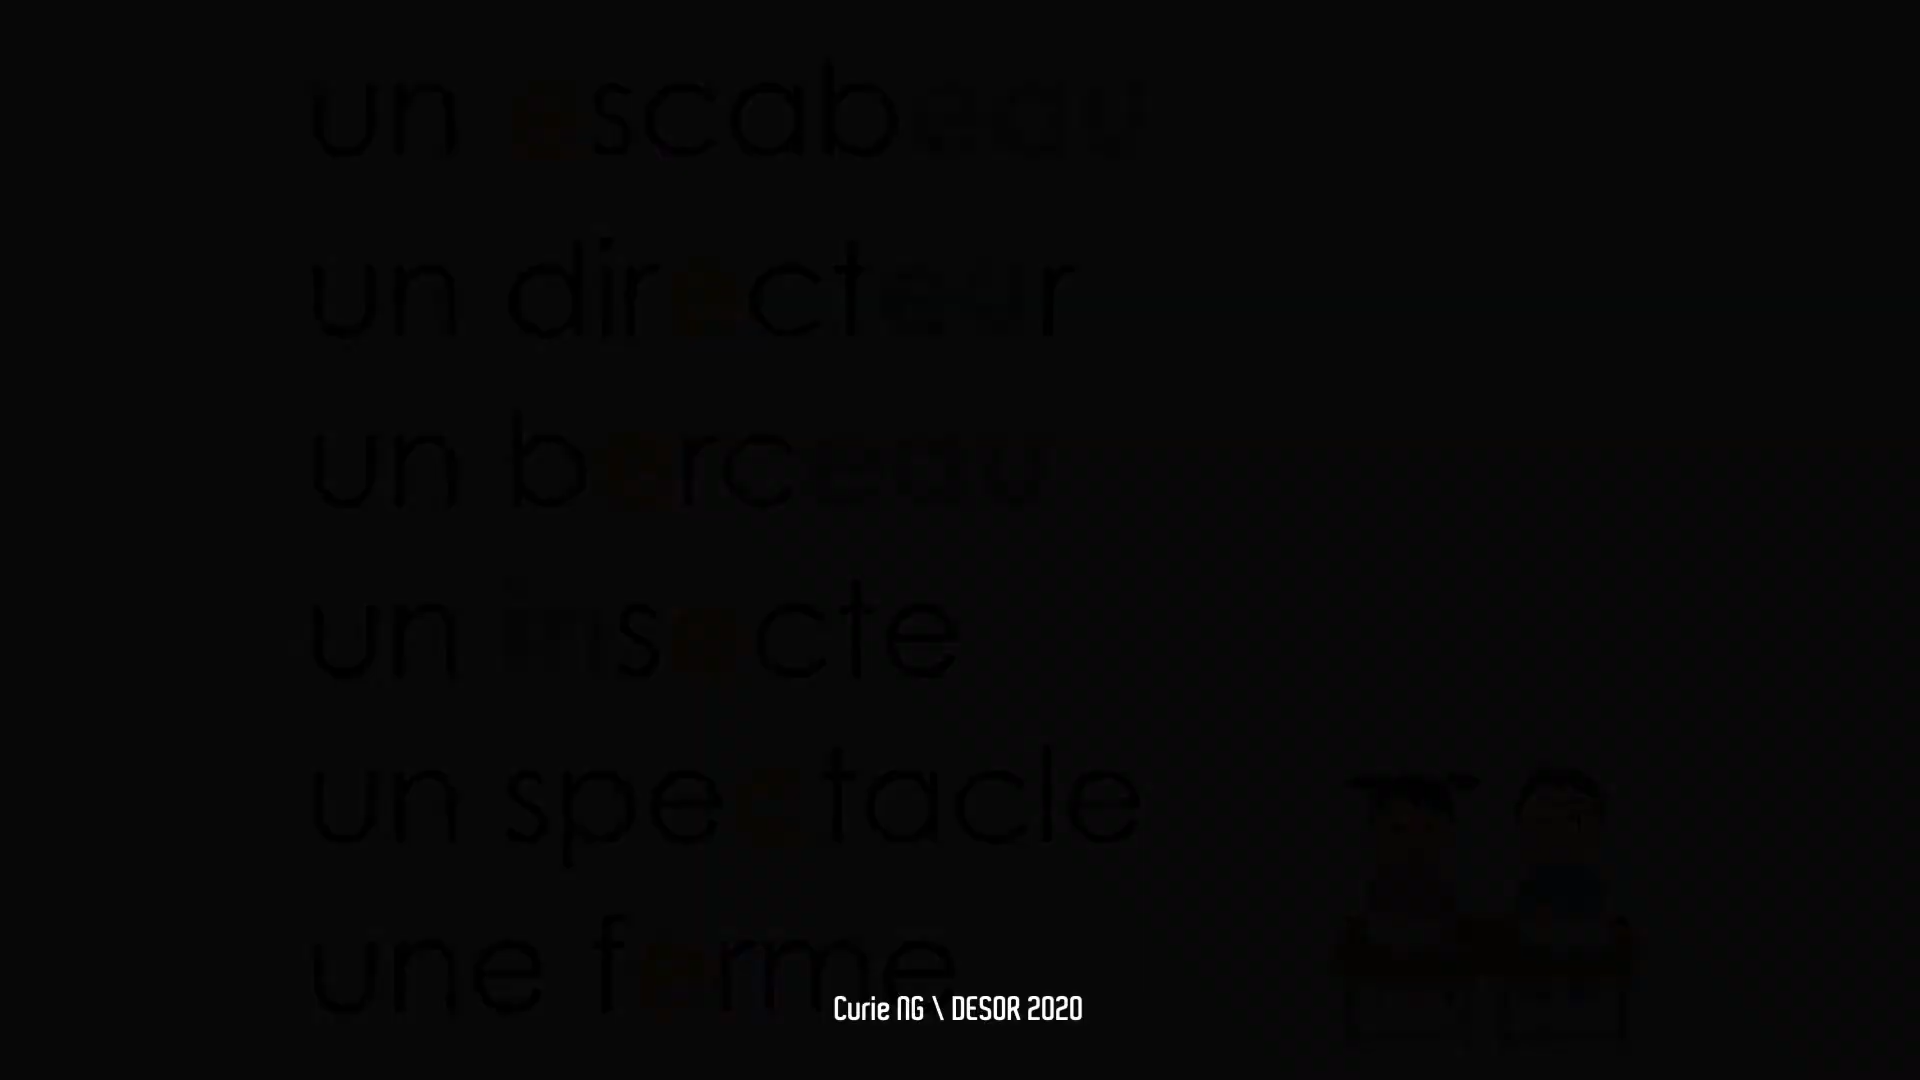 un escabeau
un directeur
un berceau
un insecte
un spectacle
une ferme
Curie NG \ DESOR 2020